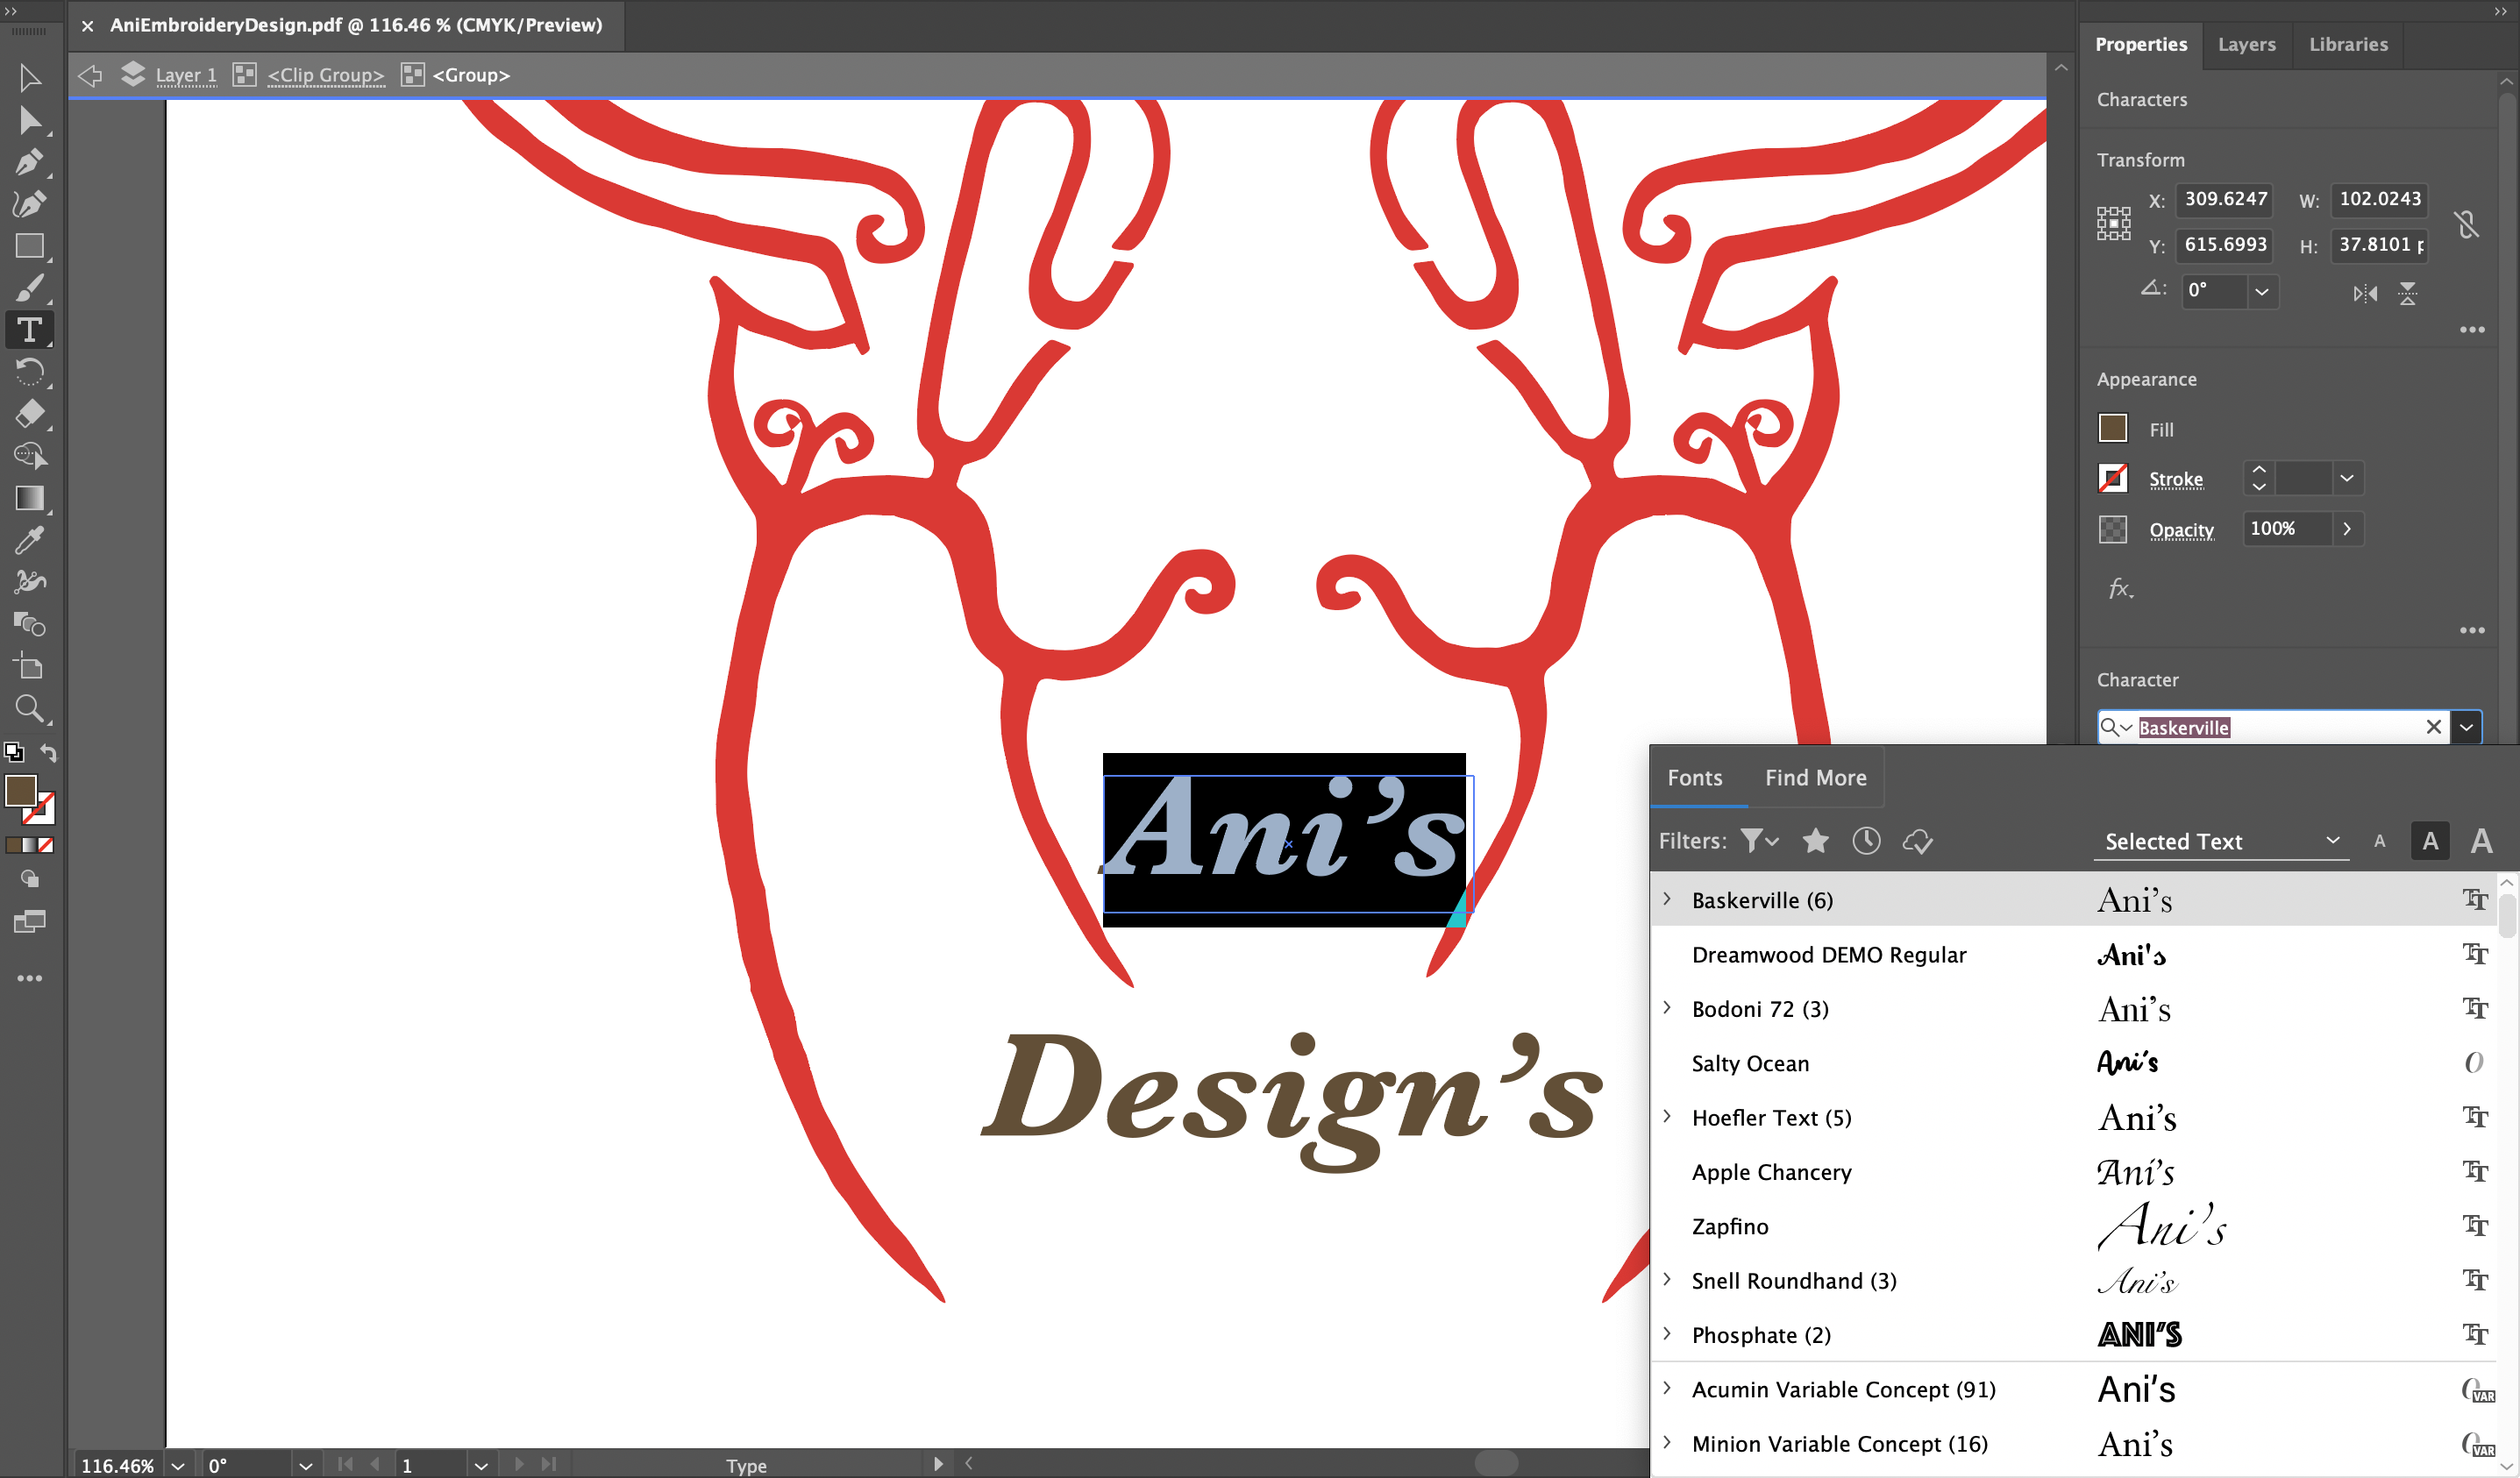 AniEmbroideryDesign.pdf @ 116.46 % (CMYK/Preview)
Layer 1 <Clip Group> <Group>
Properties Layers Libraries
Characters
Transform
X: 309.6247 W: 102.0243
Y: 615.6993 H: 37.8101 p
0°
Appearance
Fill
Stroke
Opacity 100%
fx.
Character
Baskerville
Ani’s
Design’s
Fonts Find More
Filters: Selected Text A A A
Baskerville (6) Ani’s
Dreamwood DEMO Regular Ani's
Bodoni 72 (3) Ani’s
Salty Ocean Ani's
Hoefler Text (5) Ani’s
Apple Chancery Ani’s
Zapfino Ani’s
Snell Roundhand (3) Ani’s
Phosphate (2) ANI’S
Acumin Variable Concept (91) Ani’s
Minion Variable Concept (16) Ani’s
116.46% 0° 1 Type